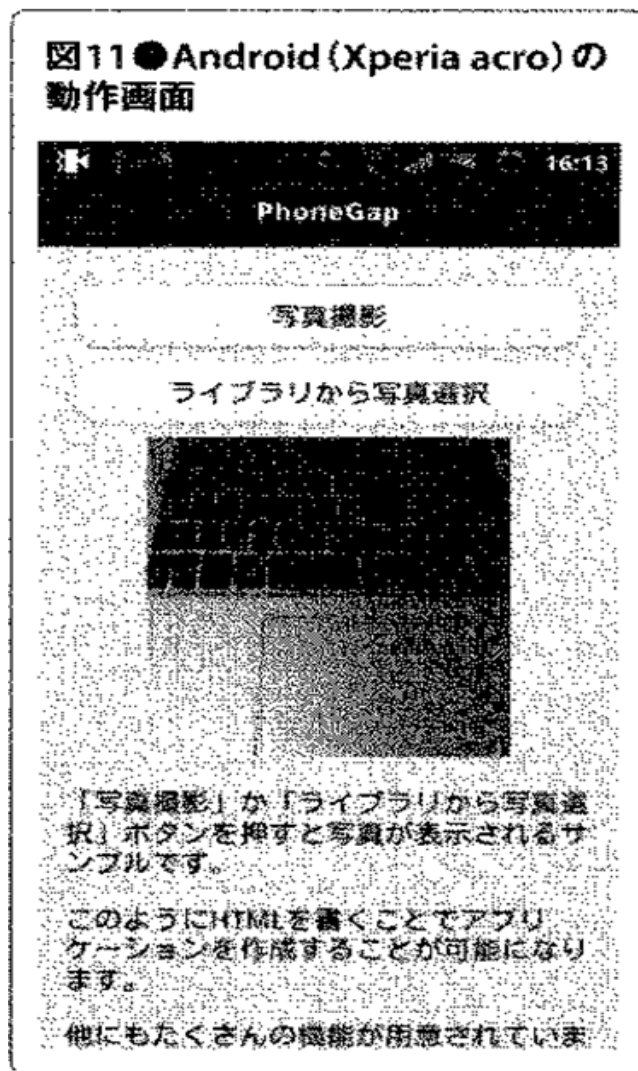 図11●Android(Xperia acro)の
動作画面
16:13
PhoneGap
写真撮影
ライブラリから写真選択
「写真撮影」か「ライブラリから写真選
択」ボタンを押すと写真が表示されるサ
ンプルです。
このようにHTMLを書くことでアプリ
ケーションを作成することが可能になり
ます。
他にもたくさんの機能が用意されていま